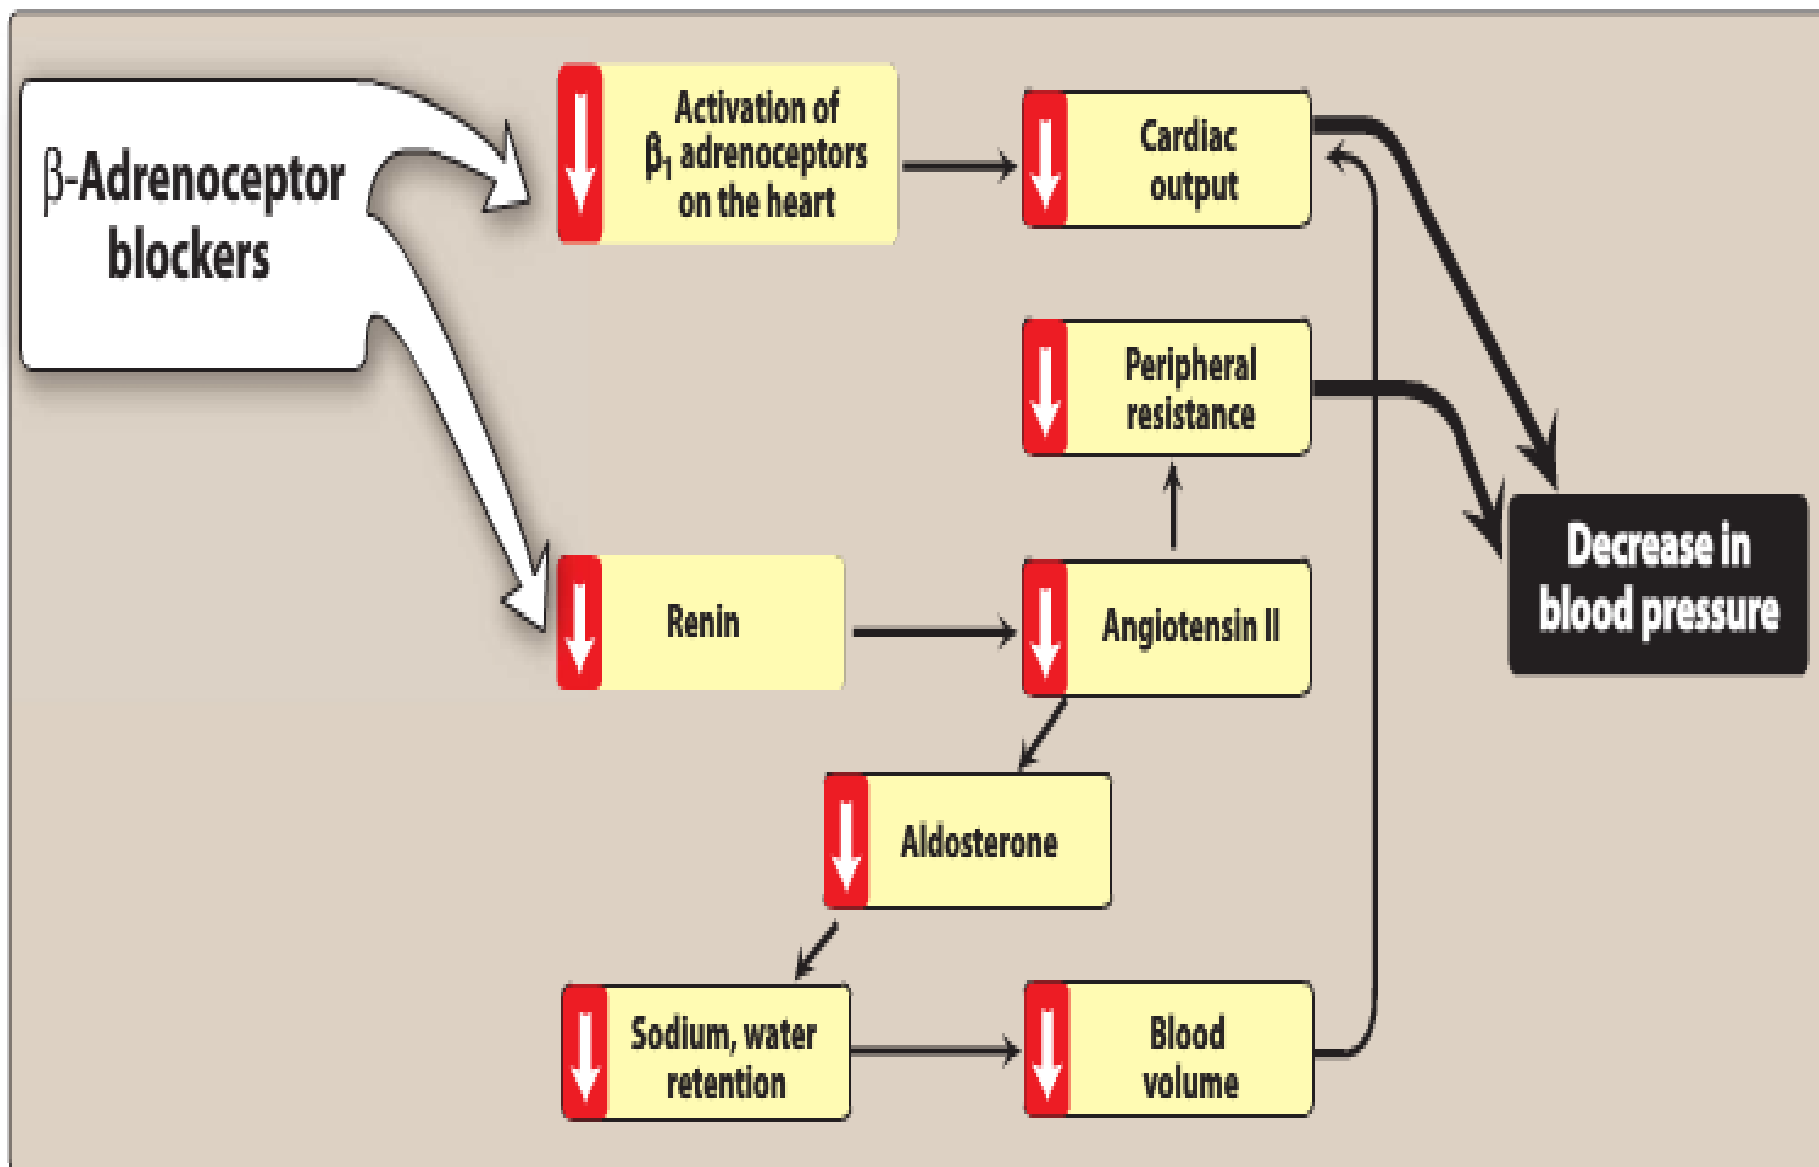 β-Adrenoceptor
blockers
Activation of
β₁ adrenoceptors
on the heart
Cardiac
output
Peripheral
resistance
Decrease in
blood pressure
Renin
Angiotensin II
Aldosterone
Sodium, water
retention
Blood
volume